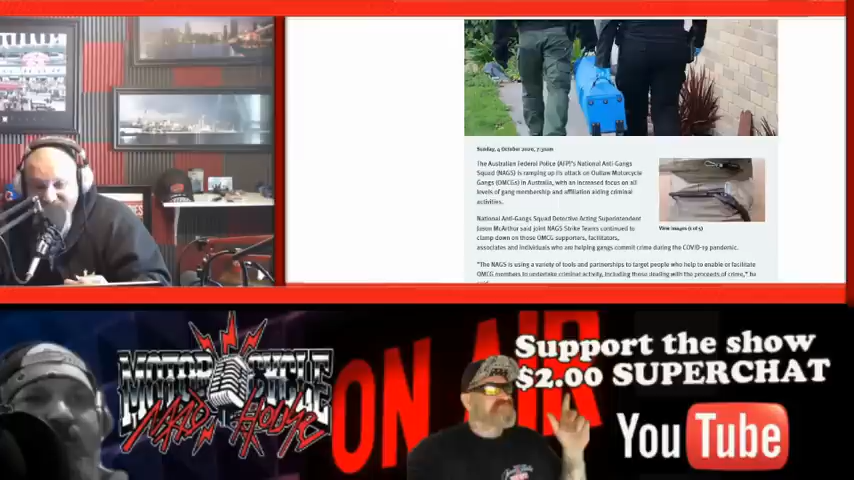 Sunday, 4 October 2020, 7:30am
The Australian Federal Police (AFP)'s National Anti-Gangs
Squad (NAGS) is ramping up its attack on Outlaw Motorcycle
Gangs (OMCGs) in Australia, with an increased focus on all
levels of gang membership and affiliation aiding criminal
activities.
View images (1 of 5)
National Anti-Gangs Squad Detective Acting Superintendent
Jason McArthur said joint NAGS Strike Teams continued to
clamp down on those OMCG supporters, facilitators,
associates and individuals who are helping gangs commit crime during the COVID-19 pandemic.
"The NAGS is using a variety of tools and partnerships to target people who help to enable or facilitate
OMCG members to undertake criminal activity, including those dealing with the proceeds of crime," he
MOTORCYCLE
MAD HOUSE
ON AIR
Support the show
$2.00 SUPERCHAT
YouTube